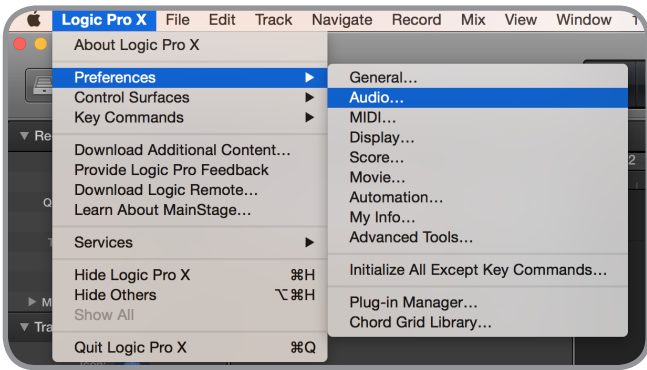 Logic Pro X File Edit Track Navigate Record Mix View Window
About Logic Pro X
Preferences ▶
Control Surfaces ▶
Key Commands ▶
Download Additional Content...
Provide Logic Pro Feedback
Download Logic Remote...
Learn About MainStage...
Services ▶
Hide Logic Pro X ⌘H
Hide Others ⌥⌘H
Show All
Quit Logic Pro X ⌘Q
General...
Audio...
MIDI...
Display...
Score...
Movie...
Automation...
My Info...
Advanced Tools...
Initialize All Except Key Commands...
Plug-in Manager...
Chord Grid Library...
▼ Re
Q
▶ M
▼ Tra
2